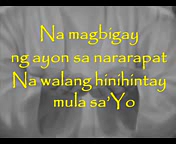 Na magbigay
ng ayon sa nararapat
Na walang hinihintay
mula sa'Yo